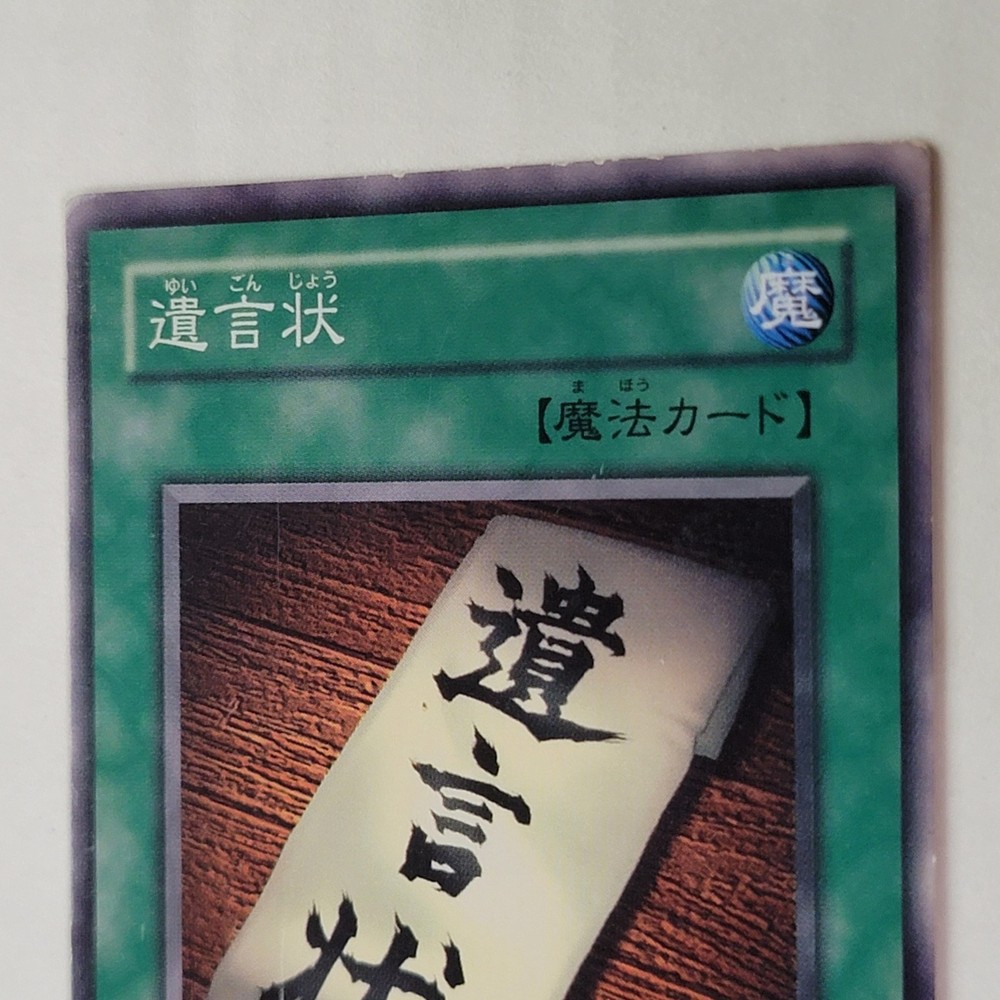 ゆいごんじょう
遺言状
魔
まほう
【魔法カード】
遺言状